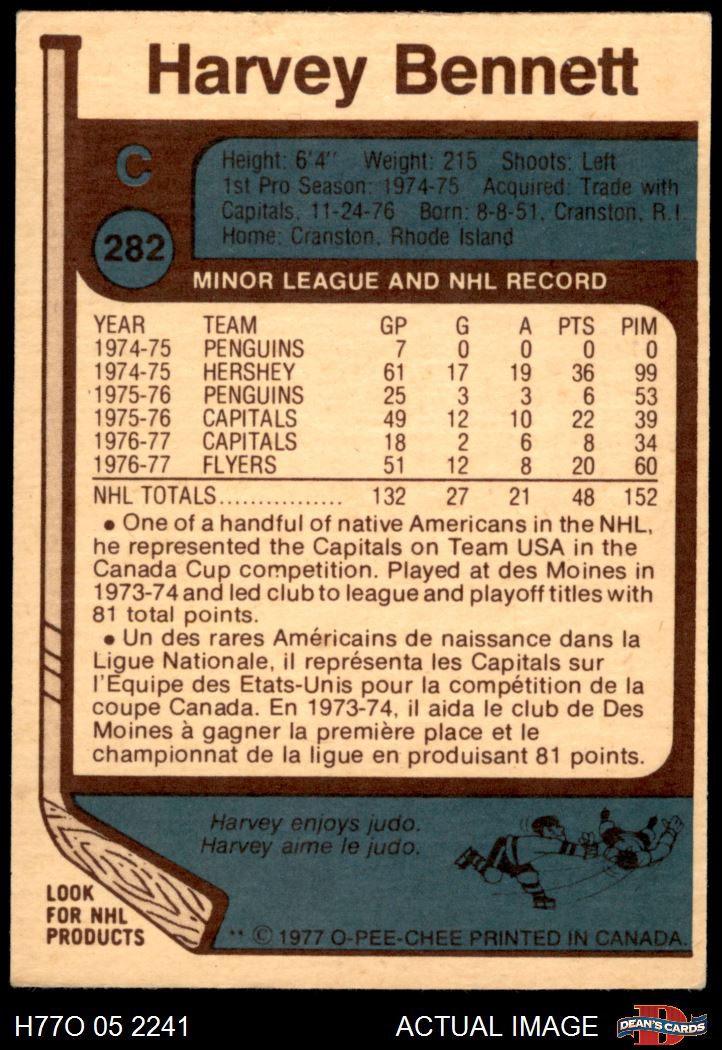 Harvey Bennett
C
282
Height: 6'4'' Weight: 215 Shoots: Left
1st Pro Season: 1974-75 Acquired: Trade with
Capitals, 11-24-76 Born: 8-8-51, Cranston, R.I.
Home: Cranston, Rhode Island
MINOR LEAGUE AND NHL RECORD
YEAR TEAM GP G A PTS PIM
1974-75 PENGUINS 7 0 0 0 0
1974-75 HERSHEY 61 17 19 36 99
1975-76 PENGUINS 25 3 3 6 53
1975-76 CAPITALS 49 12 10 22 39
1976-77 CAPITALS 18 2 6 8 34
1976-77 FLYERS 51 12 8 20 60
NHL TOTALS................ 132 27 21 48 152
● One of a handful of native Americans in the NHL,
he represented the Capitals on Team USA in the
Canada Cup competition. Played at des Moines in
1973-74 and led club to league and playoff titles with
81 total points.
● Un des rares Américains de naissance dans la
Ligue Nationale, il représenta les Capitals sur
l'Equipe des Etats-Unis pour la compétition de la
coupe Canada. En 1973-74, il aida le club de Des
Moines à gagner la première place et le
championnat de la ligue en produisant 81 points.
Harvey enjoys judo.
Harvey aime le judo.
LOOK
FOR NHL
PRODUCTS
** © 1977 O-PEE-CHEE PRINTED IN CANADA.
H77O 05 2241 ACTUAL IMAGE D DEAN'S CARDS